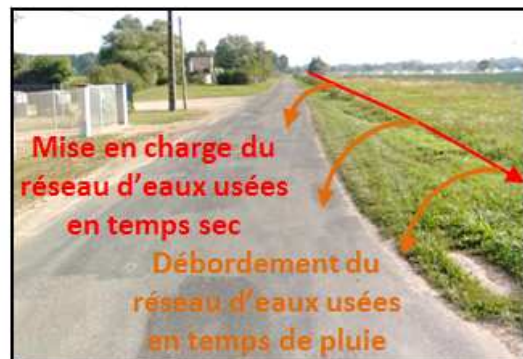 Mise en charge du
réseau d'eaux usées
en temps sec
Débordement du
réseau d'eaux usées
en temps de pluie